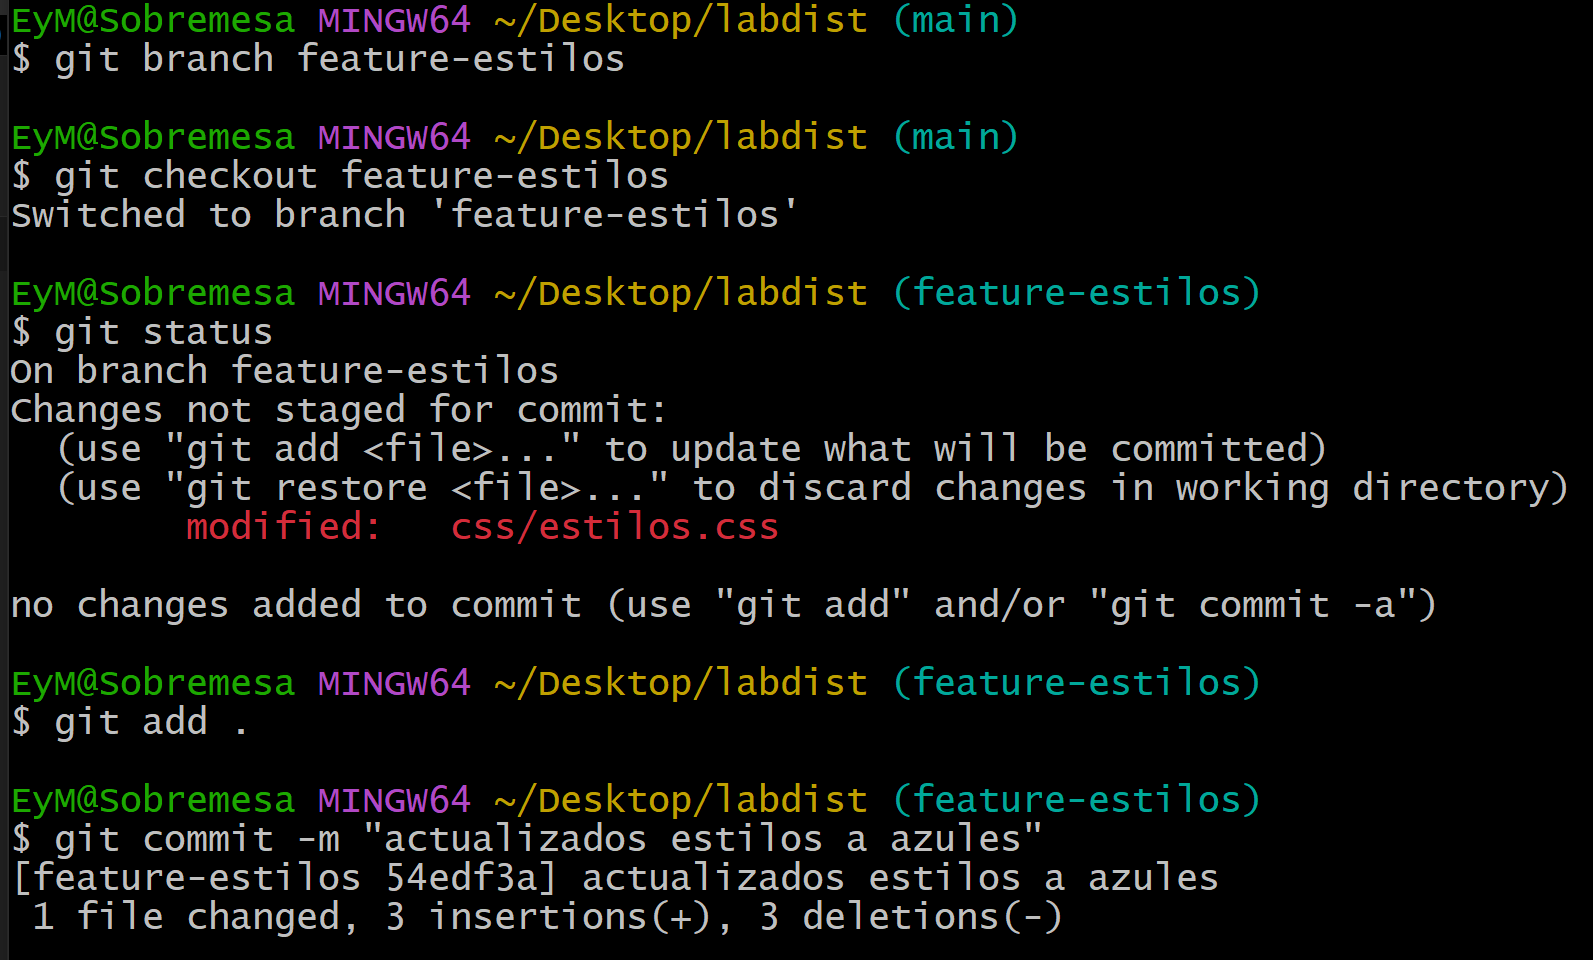 EyM@Sobremesa MINGW64 ~/Desktop/labdist (main)
$ git branch feature-estilos
EyM@Sobremesa MINGW64 ~/Desktop/labdist (main)
$ git checkout feature-estilos
Switched to branch 'feature-estilos'
EyM@Sobremesa MINGW64 ~/Desktop/labdist (feature-estilos)
$ git status
On branch feature-estilos
Changes not staged for commit:
  (use "git add <file>..." to update what will be committed)
  (use "git restore <file>..." to discard changes in working directory)
        modified:   css/estilos.css
no changes added to commit (use "git add" and/or "git commit -a")
EyM@Sobremesa MINGW64 ~/Desktop/labdist (feature-estilos)
$ git add .
EyM@Sobremesa MINGW64 ~/Desktop/labdist (feature-estilos)
$ git commit -m "actualizados estilos a azules"
[feature-estilos 54edf3a] actualizados estilos a azules
 1 file changed, 3 insertions(+), 3 deletions(-)